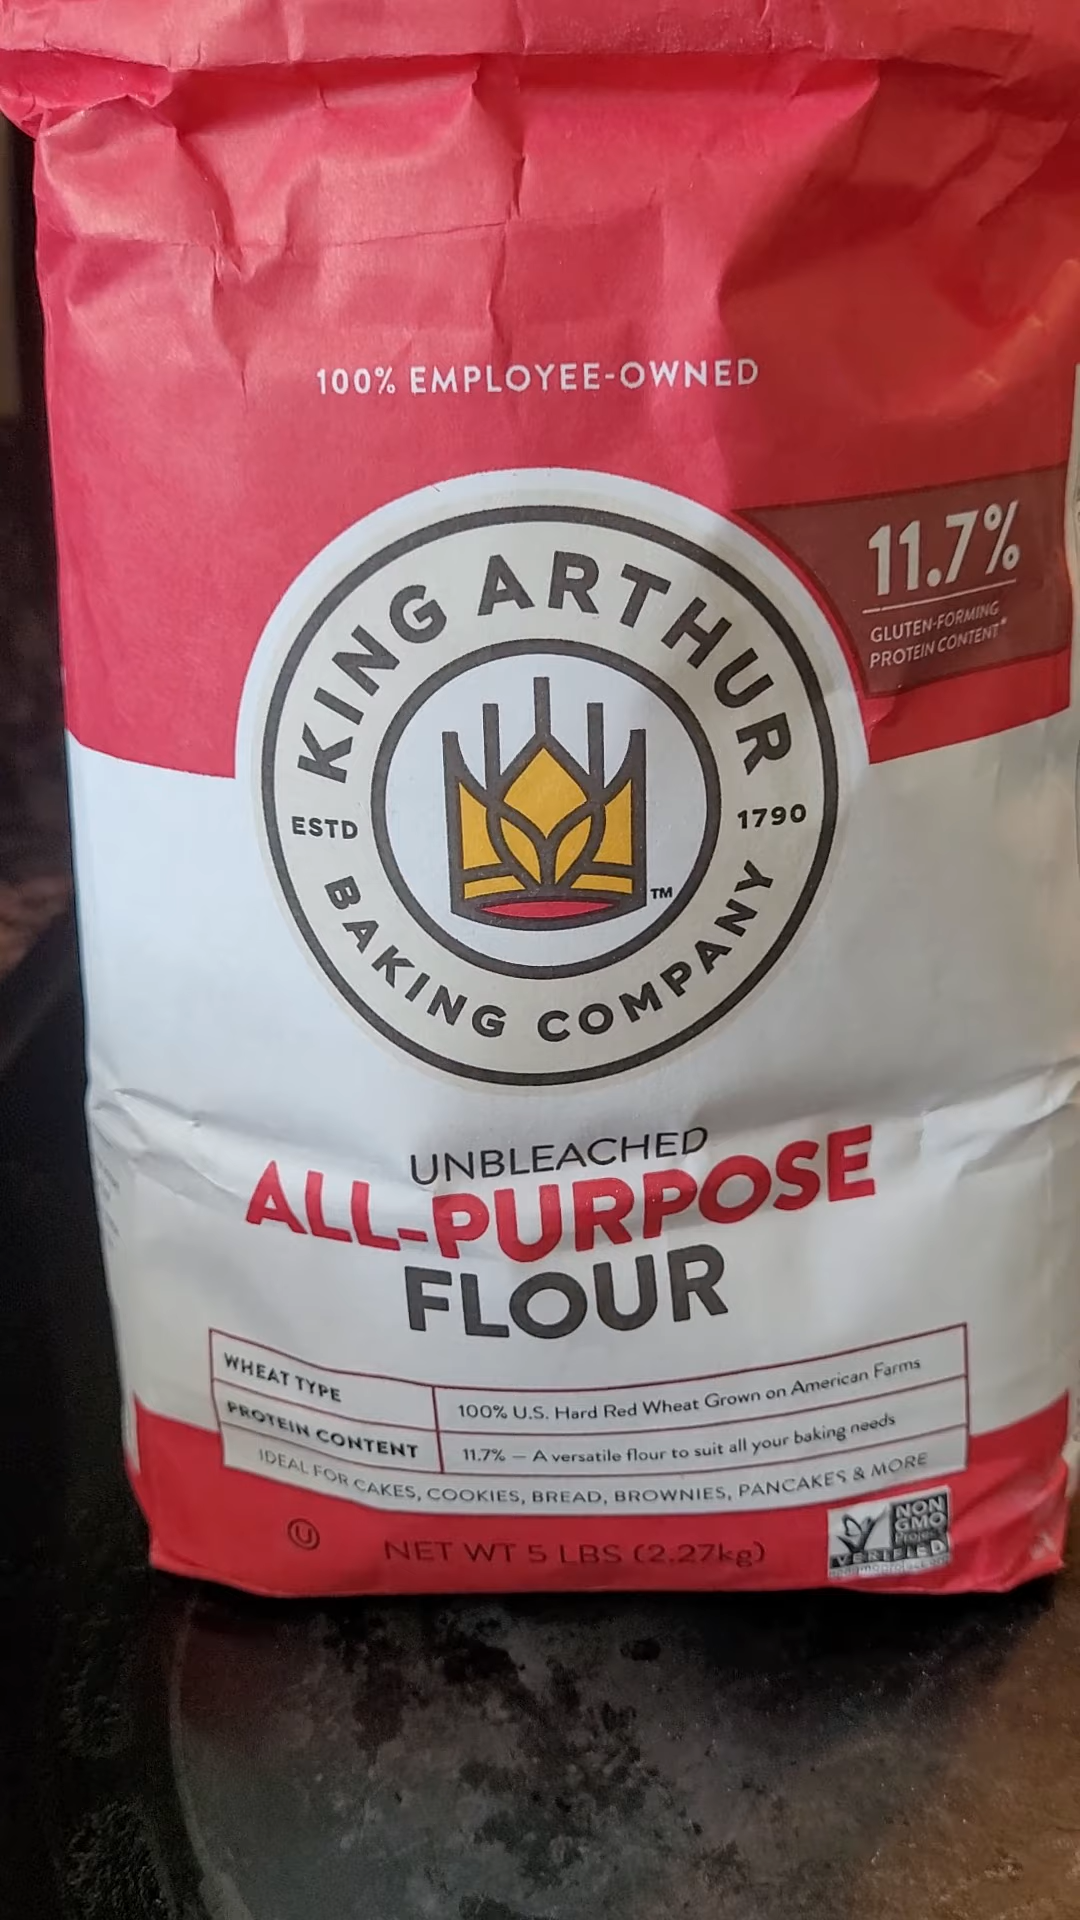 100% EMPLOYEE-OWNED
11.7%
GLUTEN-FORMING
PROTEIN CONTENT*
KING ARTHUR
ESTD 1790
BAKING COMPANY
TM
UNBLEACHED
ALL-PURPOSE
FLOUR
WHEAT TYPE 100% U.S. Hard Red Wheat Grown on American Farms
PROTEIN CONTENT 11.7% — A versatile flour to suit all your baking needs
IDEAL FOR CAKES, COOKIES, BREAD, BROWNIES, PANCAKES & MORE
U
NET WT 5 LBS (2.27kg)
NON
GMO
Project
VERIFIED